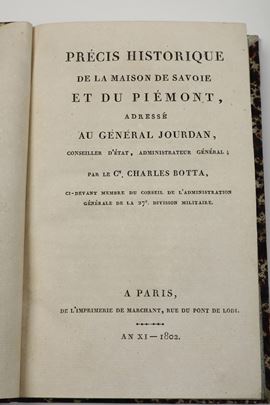 PRÉCIS HISTORIQUE
DE LA MAISON DE SAVOIE
ET DU PIÉMONT,
ADRESSÉ
AU GÉNÉRAL JOURDAN,
CONSEILLER D'ÉTAT, ADMINISTRATEUR GÉNÉRAL;
PAR LE Cⁿ. CHARLES BOTTA,
CI-DEVANT MEMBRE DU CONSEIL DE L'ADMINISTRATION
GÉNÉRALE DE LA 27ᵉ. DIVISION MILITAIRE.
A PARIS,
DE L'IMPRIMERIE DE MARCHANT, RUE DU PONT DE LODI.
AN XI — 1802.